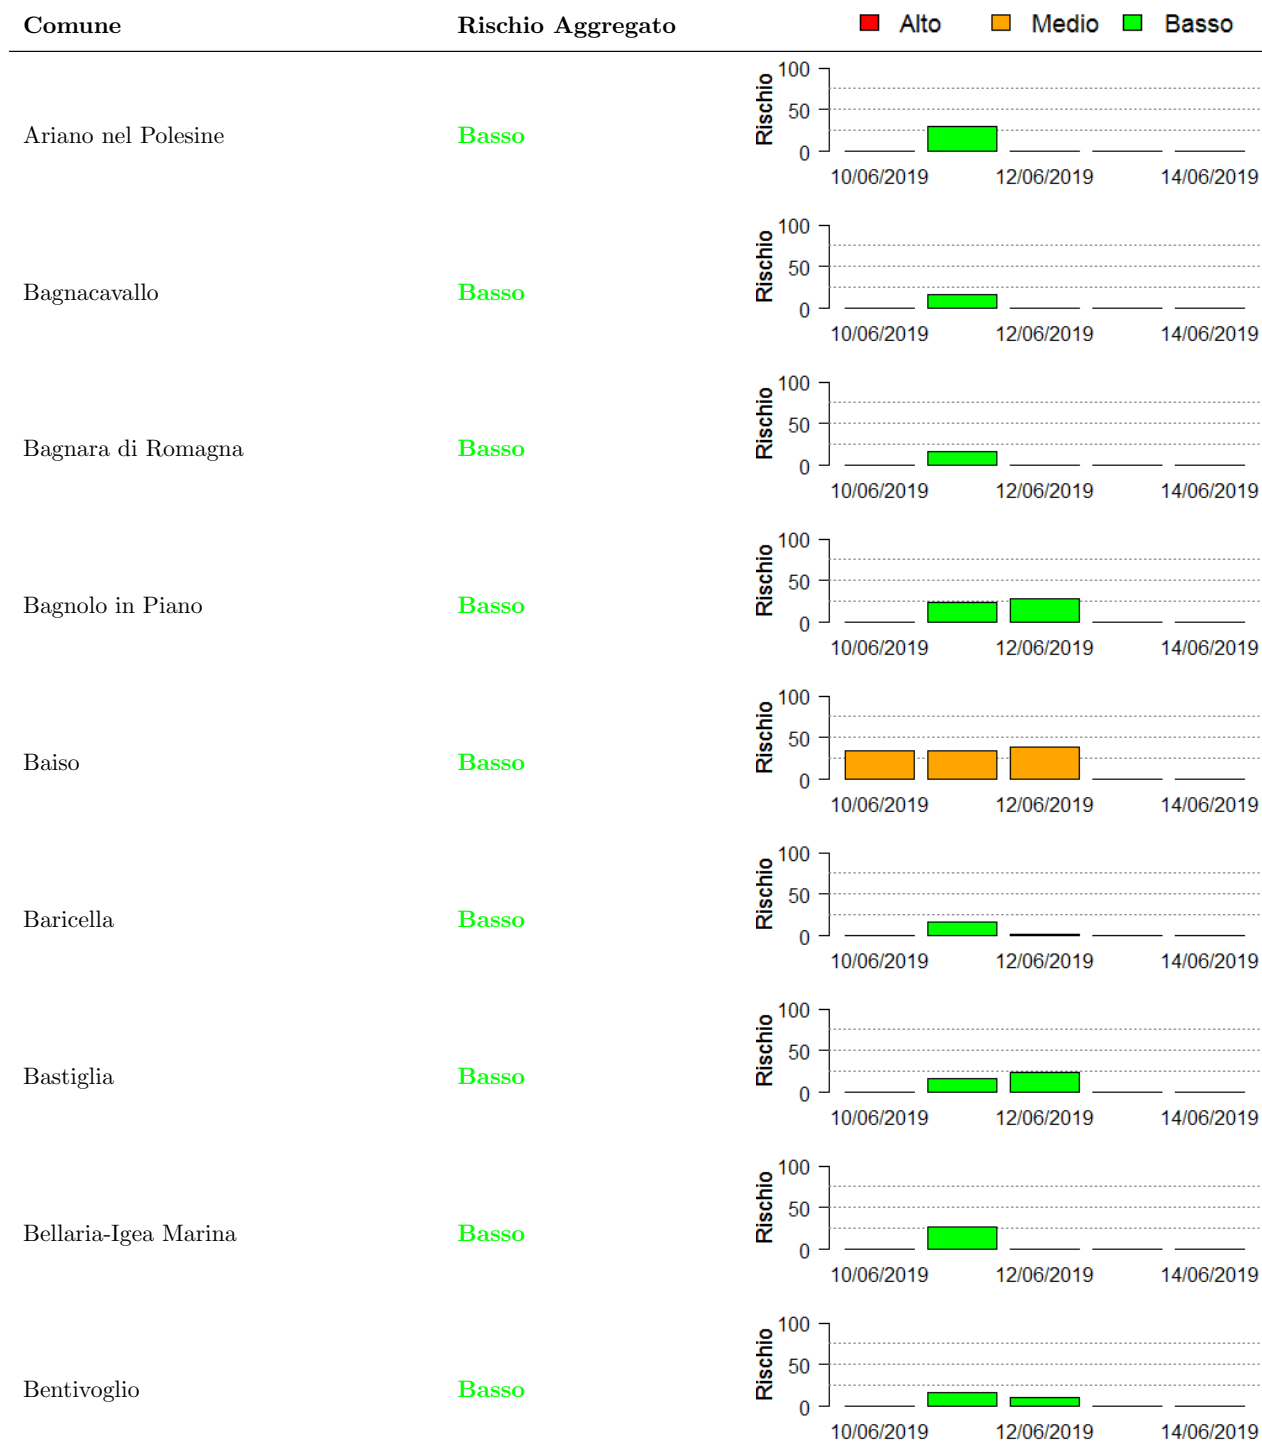 Comune Rischio Aggregato Alto Medio Basso
Ariano nel Polesine Basso Rischio 100 50 0
10/06/2019 12/06/2019 14/06/2019
Bagnacavallo Basso Rischio 100 50 0
10/06/2019 12/06/2019 14/06/2019
Bagnara di Romagna Basso Rischio 100 50 0
10/06/2019 12/06/2019 14/06/2019
Bagnolo in Piano Basso Rischio 100 50 0
10/06/2019 12/06/2019 14/06/2019
Baiso Basso Rischio 100 50 0
10/06/2019 12/06/2019 14/06/2019
Baricella Basso Rischio 100 50 0
10/06/2019 12/06/2019 14/06/2019
Bastiglia Basso Rischio 100 50 0
10/06/2019 12/06/2019 14/06/2019
Bellaria-Igea Marina Basso Rischio 100 50 0
10/06/2019 12/06/2019 14/06/2019
Bentivoglio Basso Rischio 100 50 0
10/06/2019 12/06/2019 14/06/2019